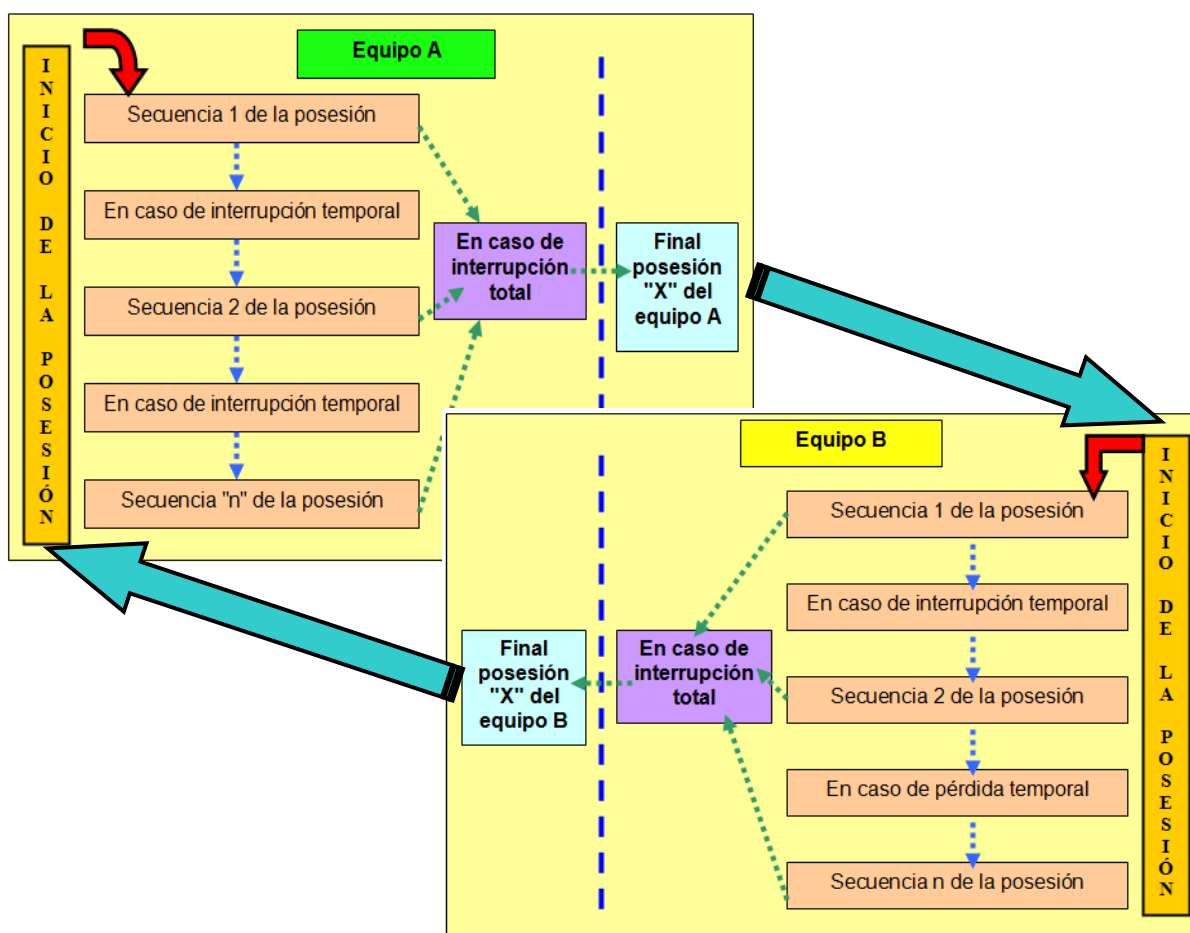 Equipo A
INICIO DE LA POSESIÓN
Secuencia 1 de la posesión
En caso de interrupción temporal
Secuencia 2 de la posesión
En caso de interrupción temporal
Secuencia "n" de la posesión
En caso de
interrupción
total
Final
posesión
"X" del
equipo A
Equipo B
INICIO DE LA POSESIÓN
Secuencia 1 de la posesión
En caso de interrupción temporal
Secuencia 2 de la posesión
En caso de pérdida temporal
Secuencia n de la posesión
En caso de
interrupción
total
Final
posesión
"X" del
equipo B